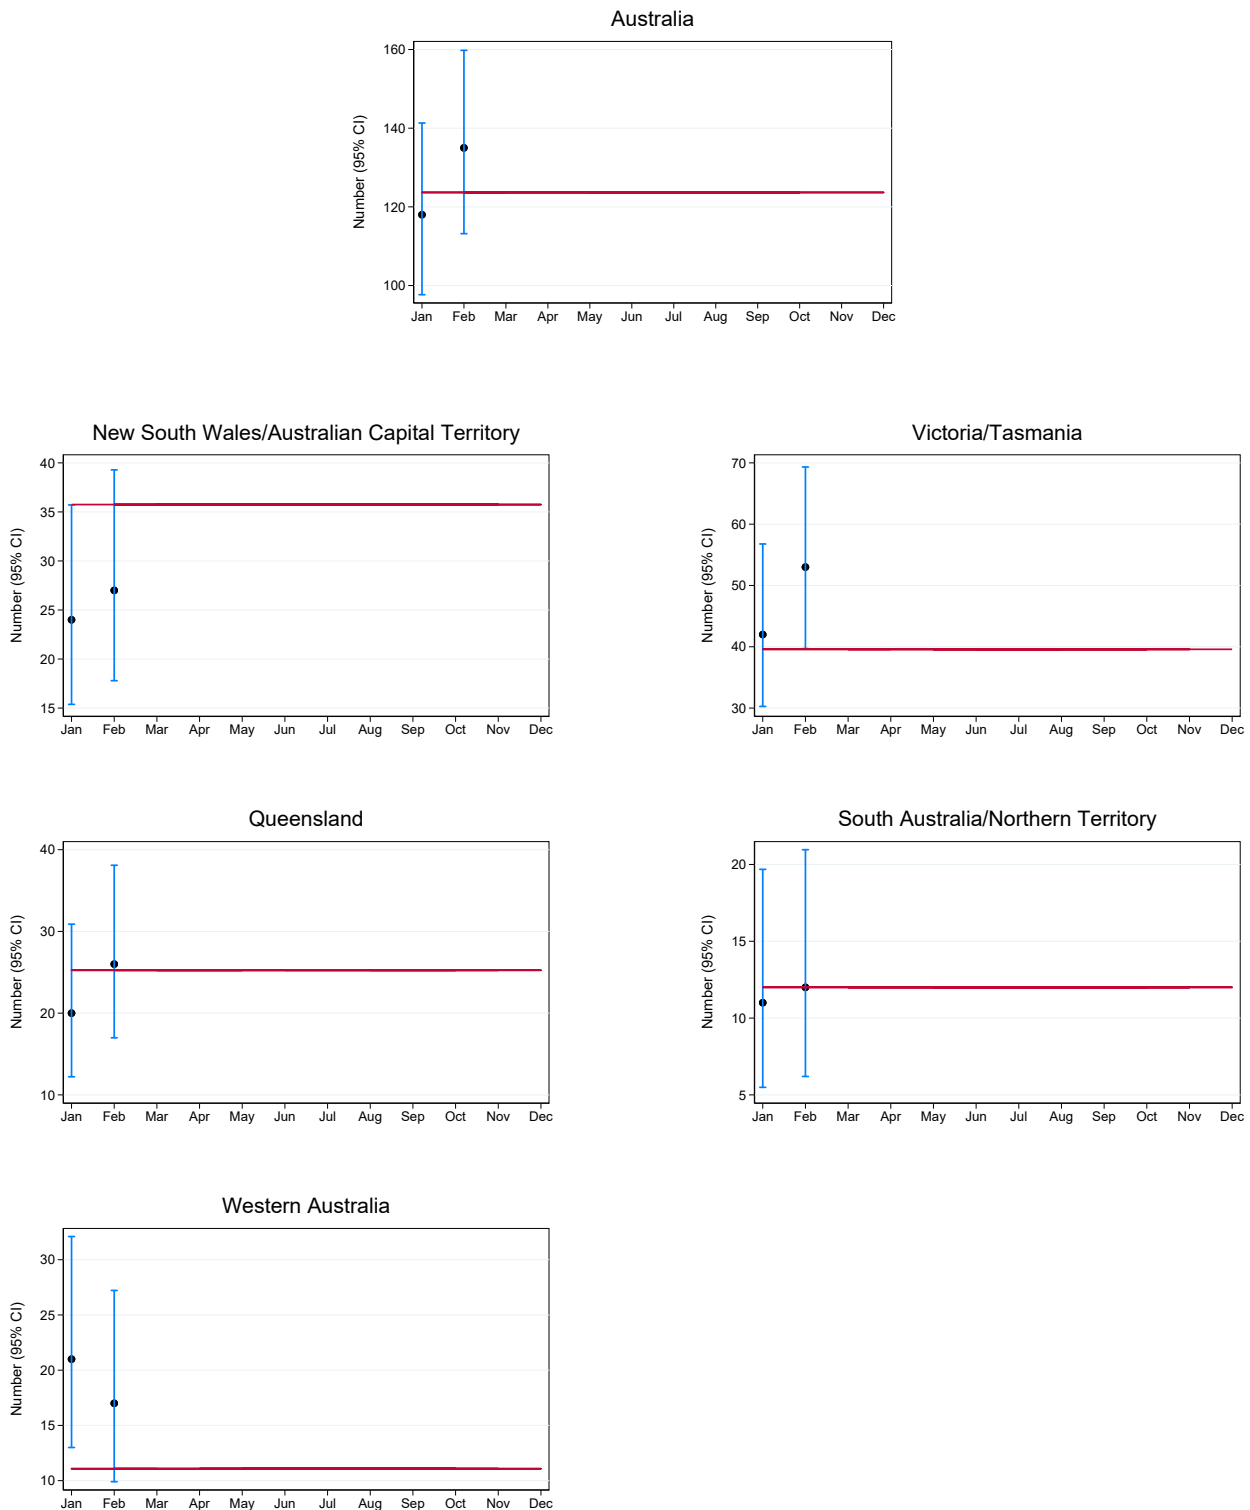 Australia
Number (95% CI)
160
140
120
100
Jan Feb Mar Apr May Jun Jul Aug Sep Oct Nov Dec
New South Wales/Australian Capital Territory
Number (95% CI)
40
35
30
25
20
15
Jan Feb Mar Apr May Jun Jul Aug Sep Oct Nov Dec
Victoria/Tasmania
Number (95% CI)
70
60
50
40
30
Jan Feb Mar Apr May Jun Jul Aug Sep Oct Nov Dec
Queensland
Number (95% CI)
40
30
20
10
Jan Feb Mar Apr May Jun Jul Aug Sep Oct Nov Dec
South Australia/Northern Territory
Number (95% CI)
20
15
10
5
Jan Feb Mar Apr May Jun Jul Aug Sep Oct Nov Dec
Western Australia
Number (95% CI)
30
25
20
15
10
Jan Feb Mar Apr May Jun Jul Aug Sep Oct Nov Dec